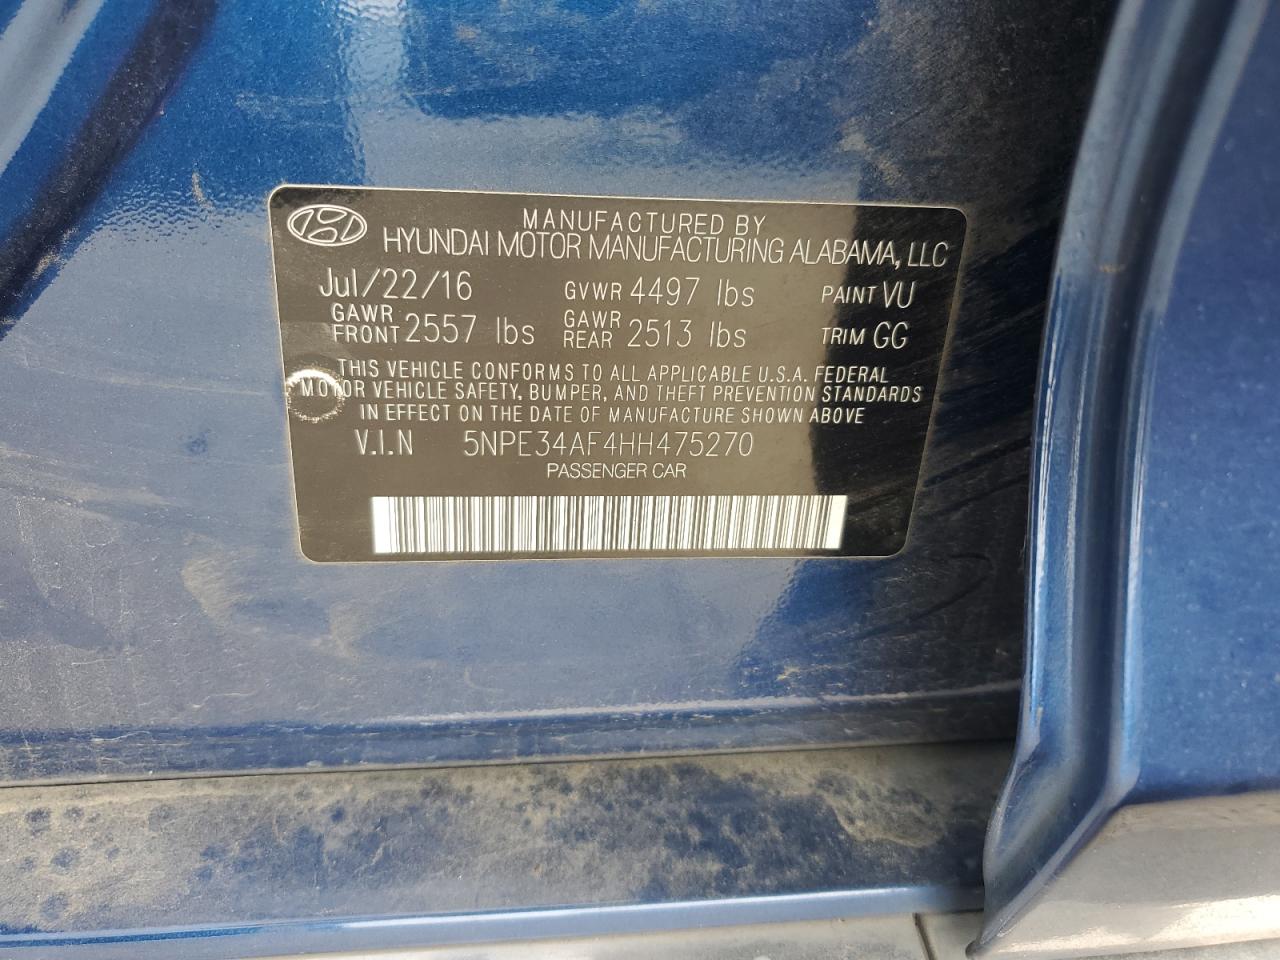 MANUFACTURED BY
HYUNDAI MOTOR MANUFACTURING ALABAMA, LLC
Jul/22/16 GVWR 4497 lbs PAINT VU
GAWR FRONT 2557 lbs GAWR REAR 2513 lbs TRIM GG
THIS VEHICLE CONFORMS TO ALL APPLICABLE U.S.A. FEDERAL
MOTOR VEHICLE SAFETY, BUMPER, AND THEFT PREVENTION STANDARDS
IN EFFECT ON THE DATE OF MANUFACTURE SHOWN ABOVE
V.I.N 5NPE34AF4HH475270
PASSENGER CAR